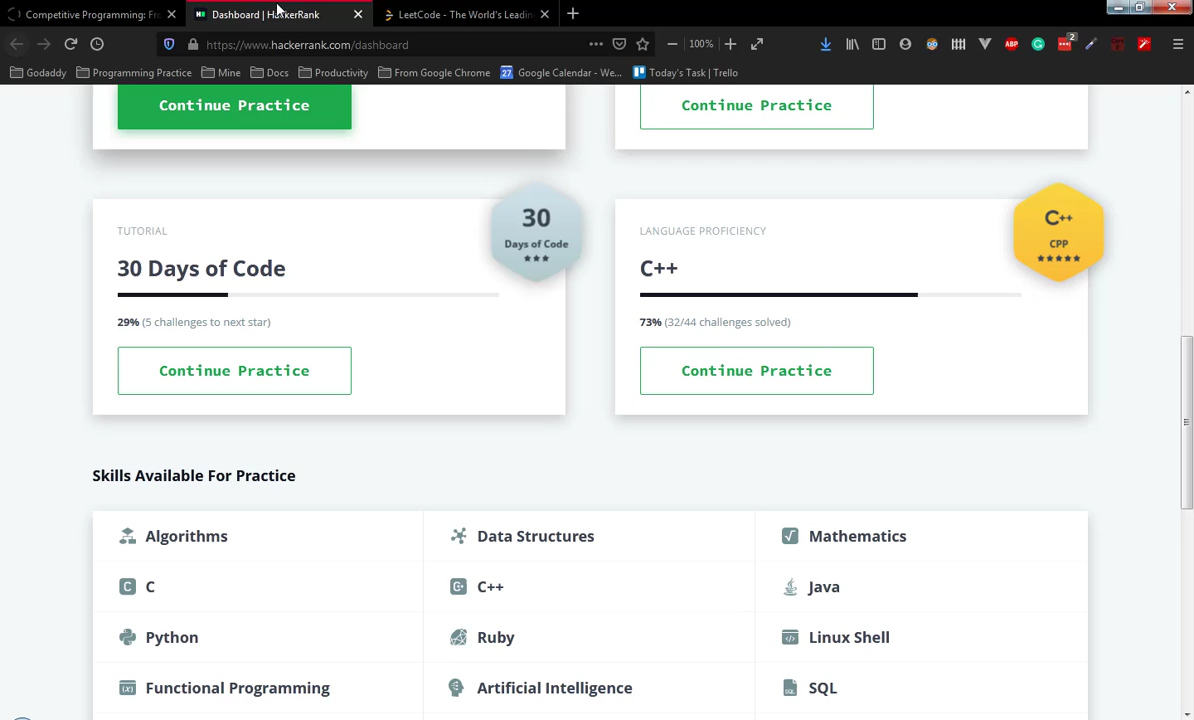 Competitive Programming: Fro
Dashboard | HackerRank
LeetCode - The World's Leadin
https://www.hackerrank.com/dashboard
100%
2
ABP
Godaddy
Programming Practice
Mine
Docs
Productivity
From Google Chrome
27
Google Calendar - We...
Today's Task | Trello
Continue Practice
Continue Practice
TUTORIAL
30 Days of Code
29% (5 challenges to next star)
Continue Practice
30
Days of Code
LANGUAGE PROFICIENCY
C++
73% (32/44 challenges solved)
Continue Practice
C++
CPP
Skills Available For Practice
Algorithms
Data Structures
Mathematics
C
C++
Java
Python
Ruby
Linux Shell
Functional Programming
Artificial Intelligence
SQL